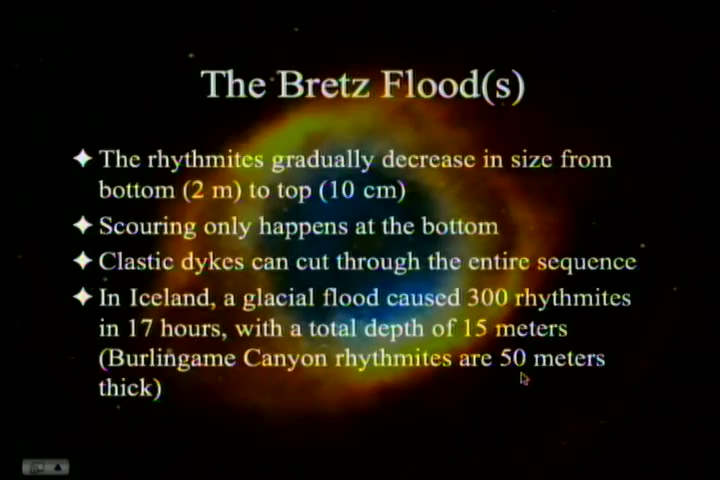 The Bretz Flood(s)
The rhythmites gradually decrease in size from
bottom (2 m) to top (10 cm)
Scouring only happens at the bottom
Clastic dykes can cut through the entire sequence
In Iceland, a glacial flood caused 300 rhythmites
in 17 hours, with a total depth of 15 meters
(Burlingame Canyon rhythmites are 50 meters
thick)